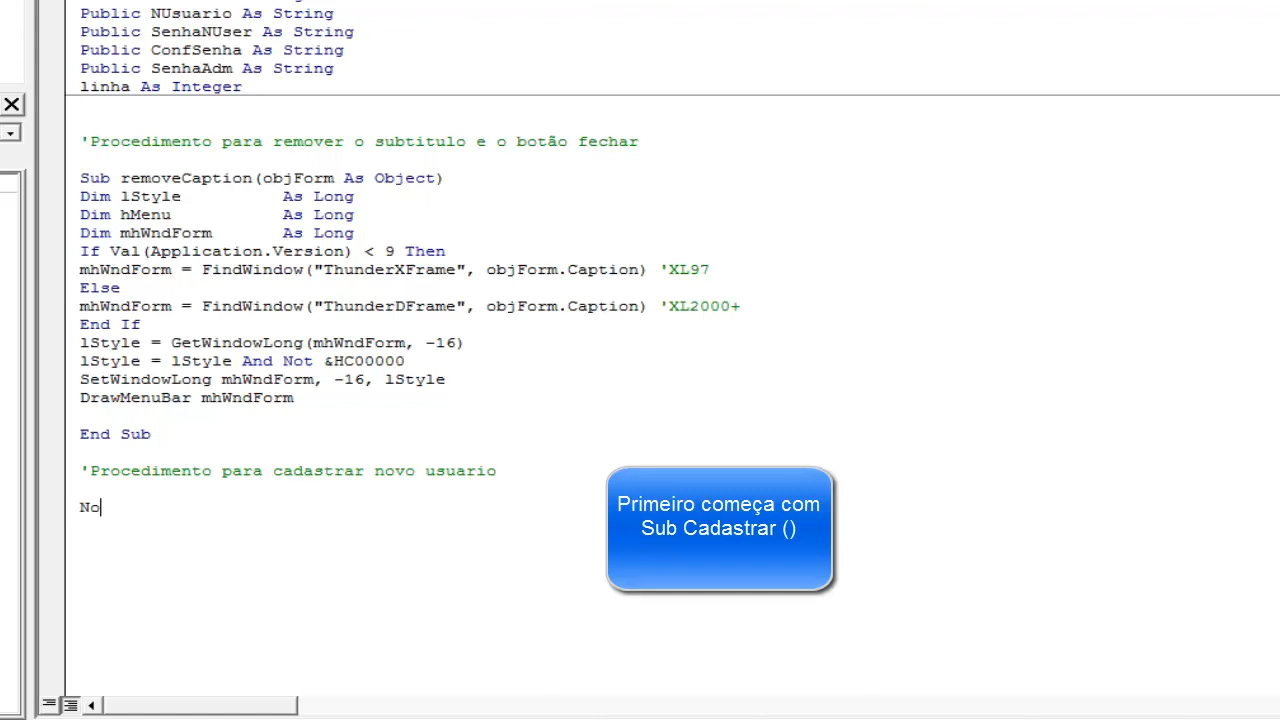 Public NUsuario As String
Public SenhaNUser As String
Public ConfSenha As String
Public SenhaAdm As String
linha As Integer
'Procedimento para remover o subtitulo e o botão fechar
Sub removeCaption(objForm As Object)
Dim lStyle As Long
Dim hMenu As Long
Dim mhWndForm As Long
If Val(Application.Version) < 9 Then
mhWndForm = FindWindow("ThunderXFrame", objForm.Caption) 'XL97
Else
mhWndForm = FindWindow("ThunderDFrame", objForm.Caption) 'XL2000+
End If
lStyle = GetWindowLong(mhWndForm, -16)
lStyle = lStyle And Not &HC00000
SetWindowLong mhWndForm, -16, lStyle
DrawMenuBar mhWndForm
End Sub
'Procedimento para cadastrar novo usuario
No
Primeiro começa com
Sub Cadastrar ()